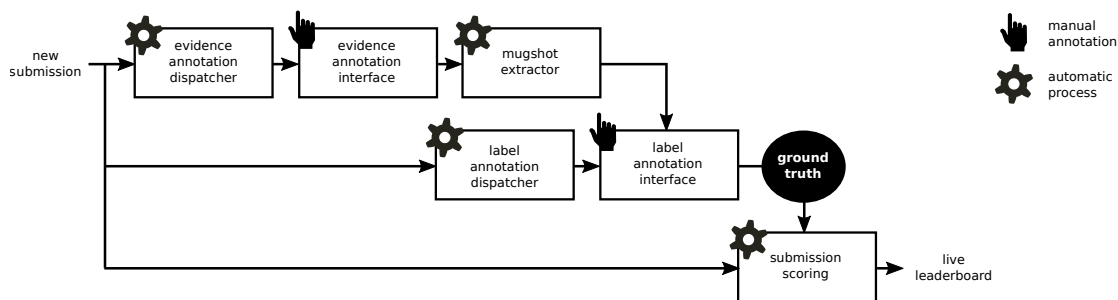 new
submission
evidence
annotation
dispatcher
evidence
annotation
interface
mugshot
extractor
manual
annotation
automatic
process
label
annotation
dispatcher
label
annotation
interface
ground
truth
submission
scoring
live
leaderboard